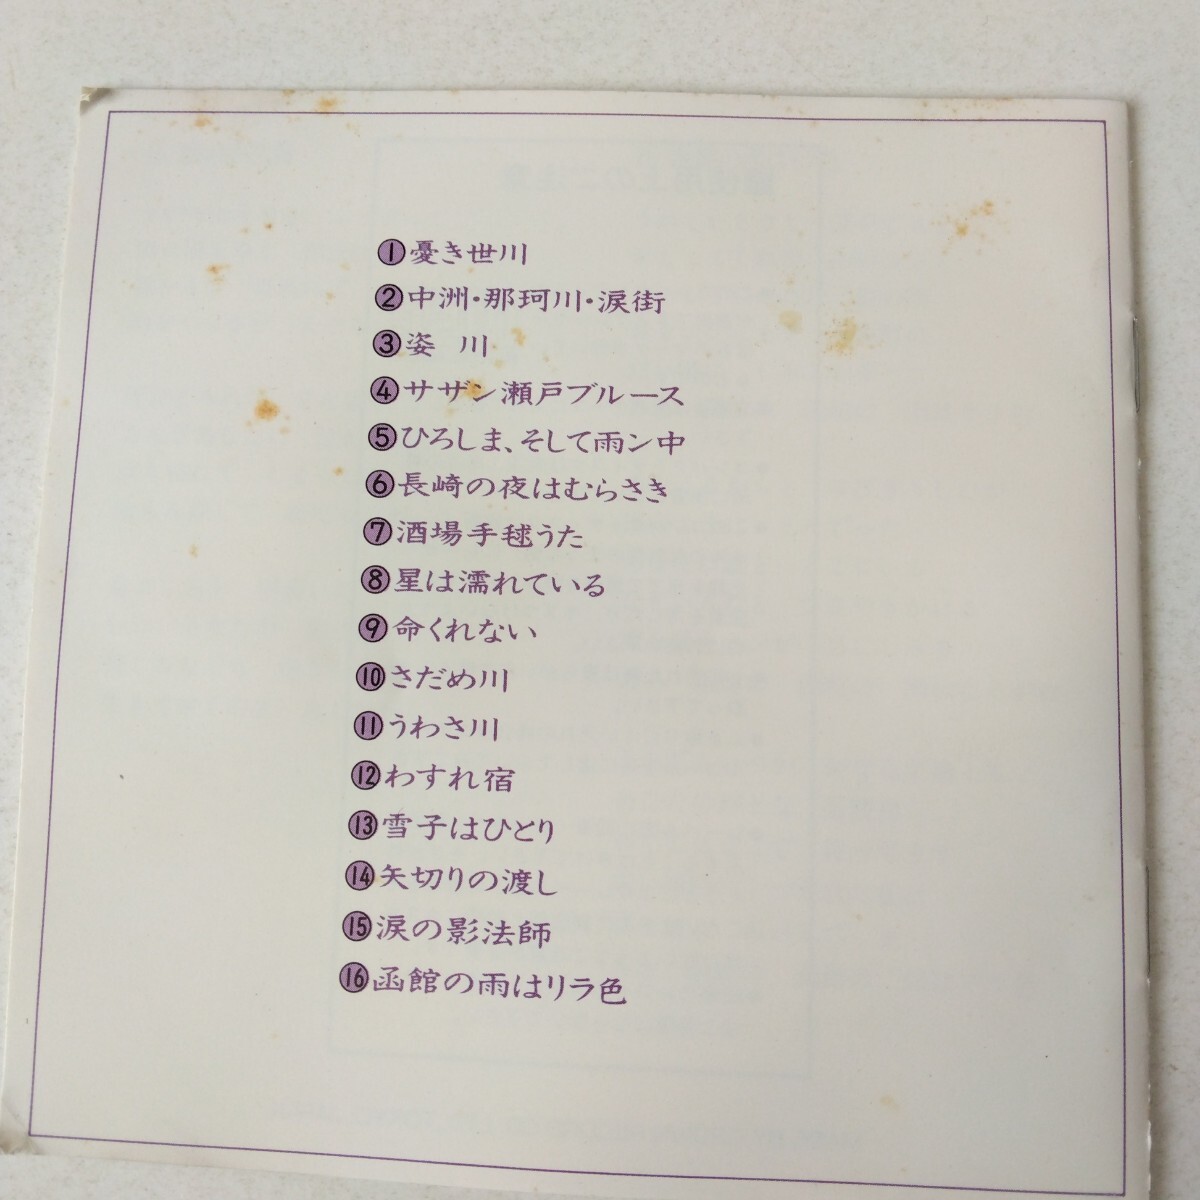 ①憂き世川
②中洲・那珂川・涙街
③姿 川
④サザン瀬戸ブルース
⑤ひろしま、そして雨ン中
⑥長崎の夜はむらさき
⑦酒場手毬うた
⑧星は濡れている
⑨命くれない
⑩さだめ川
⑪うわさ川
⑫わすれ宿
⑬雪子はひとり
⑭矢切りの渡し
⑮涙の影法師
⑯函館の雨はリラ色